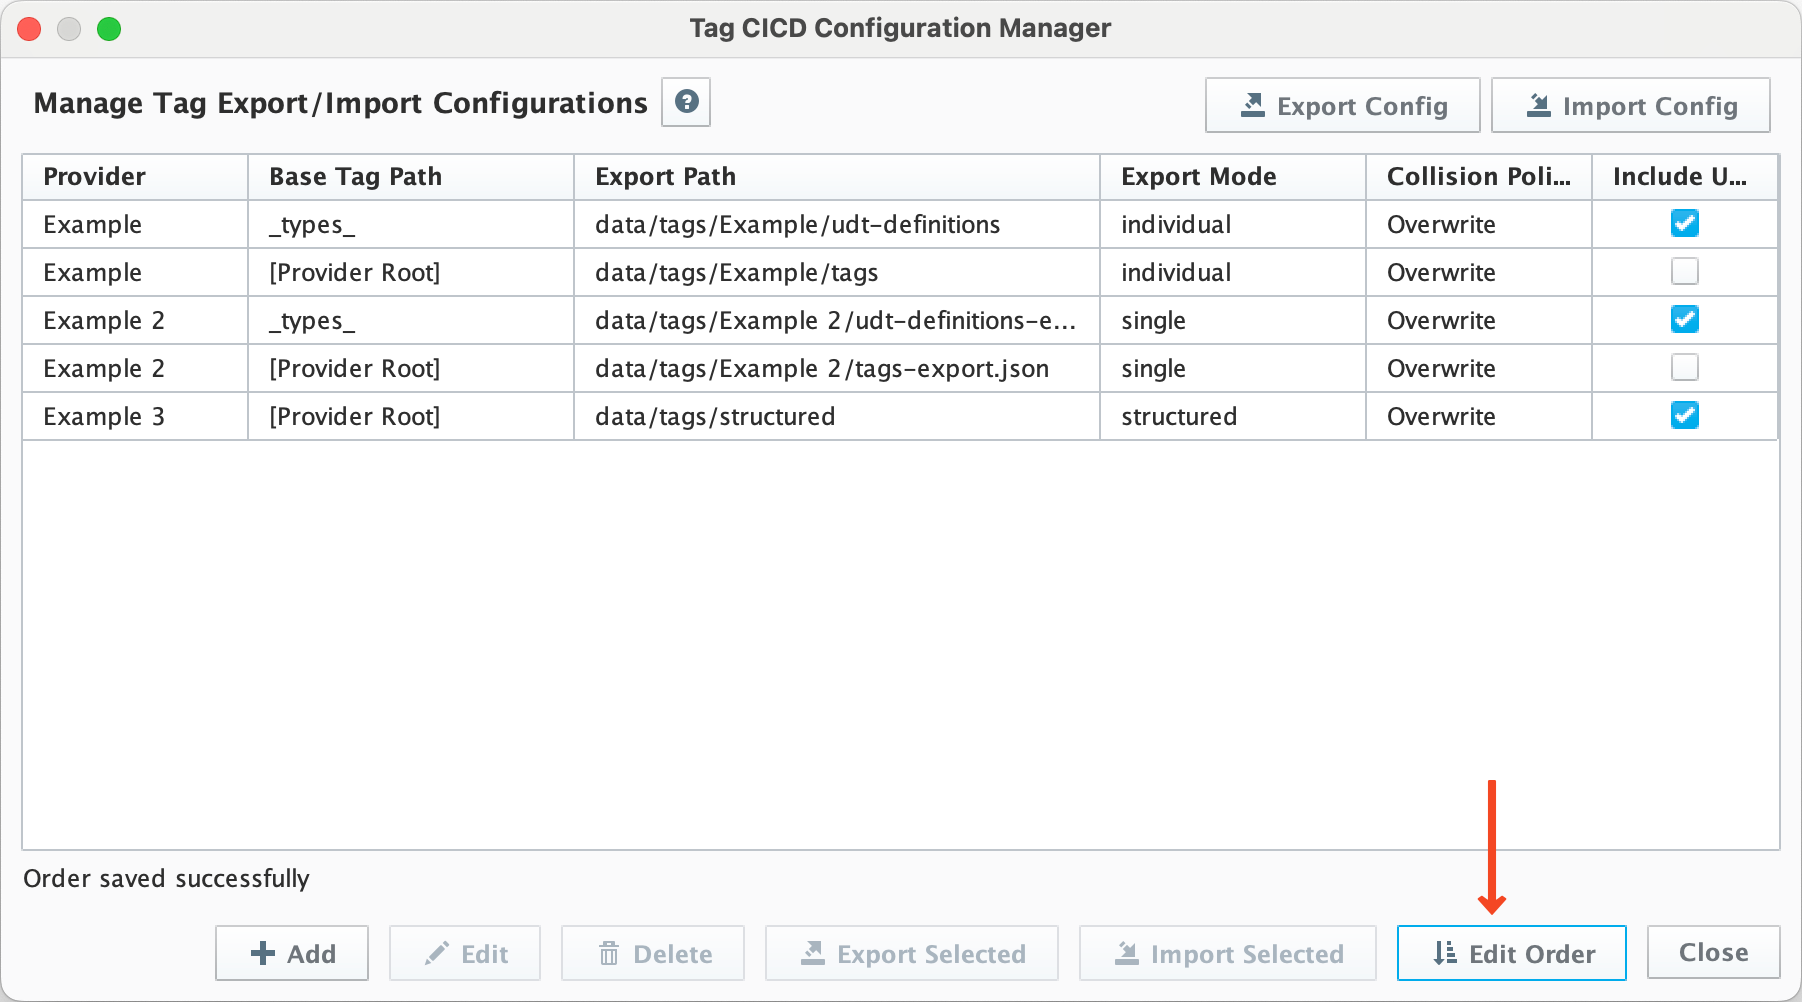 Tag CICD Configuration Manager
Manage Tag Export/Import Configurations ?
Export Config Import Config
Provider Base Tag Path Export Path Export Mode Collision Poli... Include U...
Example _types_ data/tags/Example/udt-definitions individual Overwrite
Example [Provider Root] data/tags/Example/tags individual Overwrite
Example 2 _types_ data/tags/Example 2/udt-definitions-e... single Overwrite
Example 2 [Provider Root] data/tags/Example 2/tags-export.json single Overwrite
Example 3 [Provider Root] data/tags/structured structured Overwrite
Order saved successfully
Add Edit Delete Export Selected Import Selected Edit Order Close